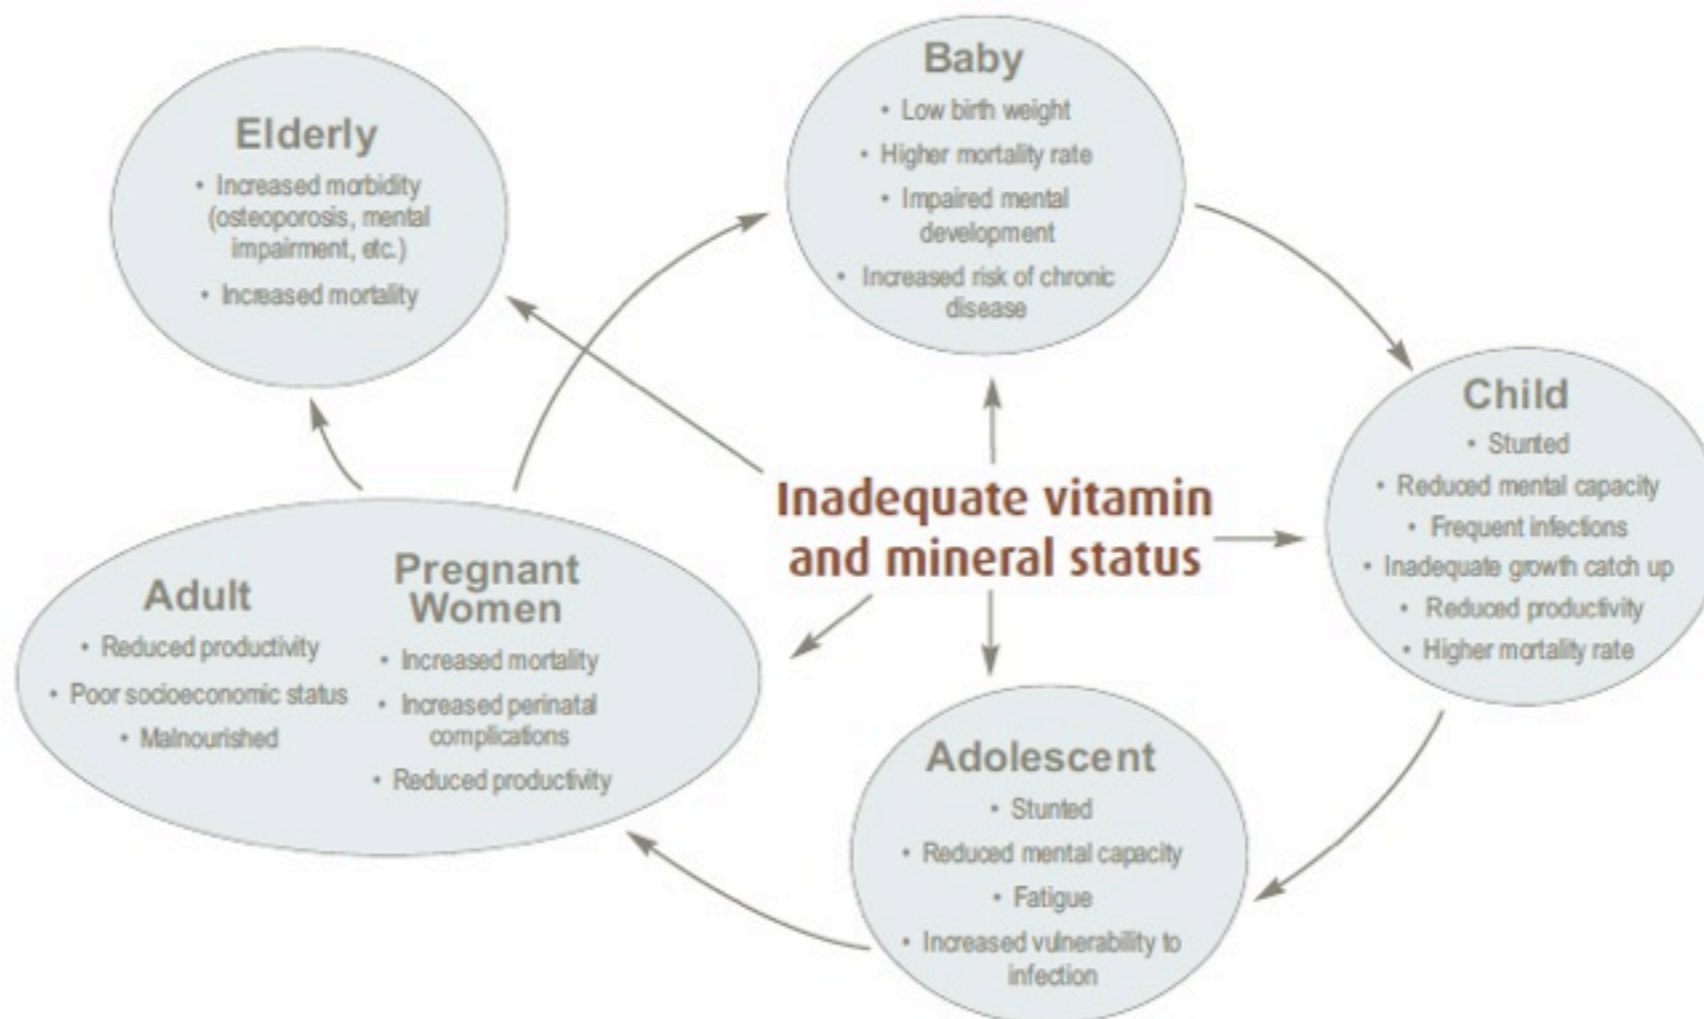 Baby
• Low birth weight
• Higher mortality rate
• Impaired mental
development
• Increased risk of chronic
disease
Elderly
• Increased morbidity
(osteoporosis, mental
impairment, etc.)
• Increased mortality
Child
• Stunted
• Reduced mental capacity
• Frequent infections
• Inadequate growth catch up
• Reduced productivity
• Higher mortality rate
Inadequate vitamin
and mineral status
Adult
• Reduced productivity
• Poor socioeconomic status
• Malnourished
Pregnant
Women
• Increased mortality
• Increased perinatal
complications
• Reduced productivity
Adolescent
• Stunted
• Reduced mental capacity
• Fatigue
• Increased vulnerability to
infection